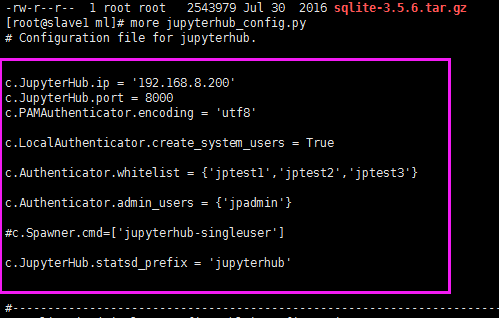 -rw-r--r-- 1 root root 2543979 Jul 30 2016 sqlite-3.5.6.tar.gz
[root@slave1 ml]# more jupyterhub_config.py
# Configuration file for jupyterhub.
c.JupyterHub.ip = '192.168.8.200'
c.JupyterHub.port = 8000
c.PAMAuthenticator.encoding = 'utf8'
c.LocalAuthenticator.create_system_users = True
c.Authenticator.whitelist = {'jptest1','jptest2','jptest3'}
c.Authenticator.admin_users = {'jpadmin'}
#c.Spawner.cmd=['jupyterhub-singleuser']
c.JupyterHub.statsd_prefix = 'jupyterhub'
#------------------------------------------------------------------------------